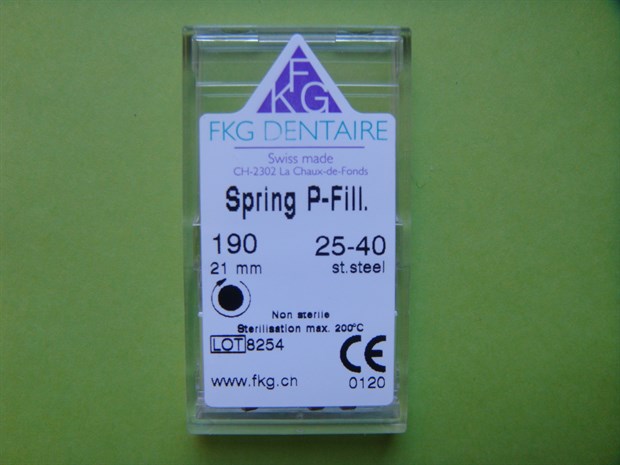 FKG
FKG DENTAIRE
Swiss made
CH-2302 La Chaux-de-Fonds
Spring P-Fill.
190 25-40
21 mm st.steel
Non sterile
Sterilisation max. 200°C
LOT 8254
CE
www.fkg.cn 0120